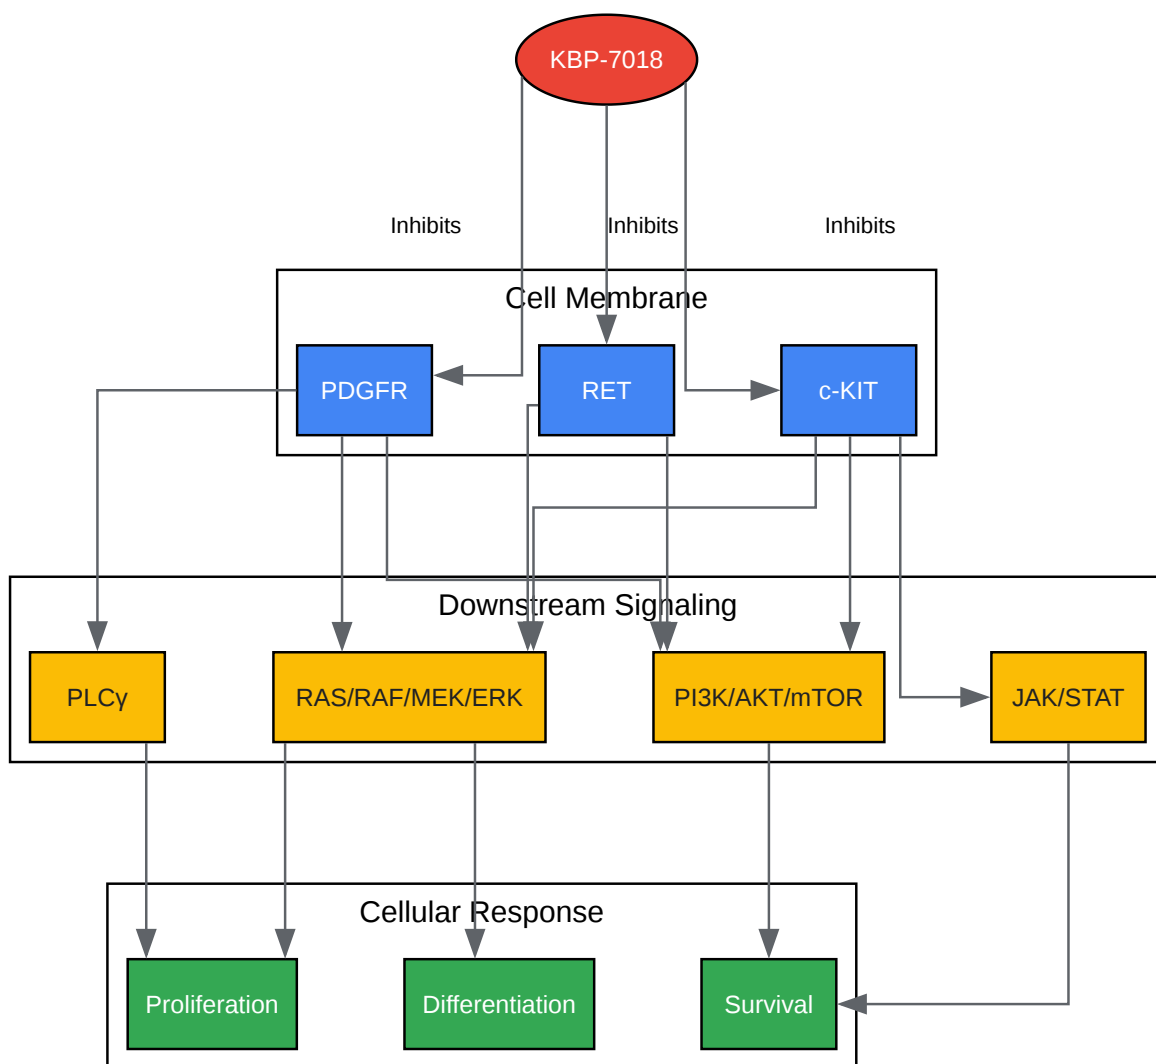 KBP-7018
Inhibits
Inhibits
Inhibits
Cell Membrane
PDGFR
RET
c-KIT
Downstream Signaling
PLCγ
RAS/RAF/MEK/ERK
PI3K/AKT/mTOR
JAK/STAT
Cellular Response
Proliferation
Differentiation
Survival